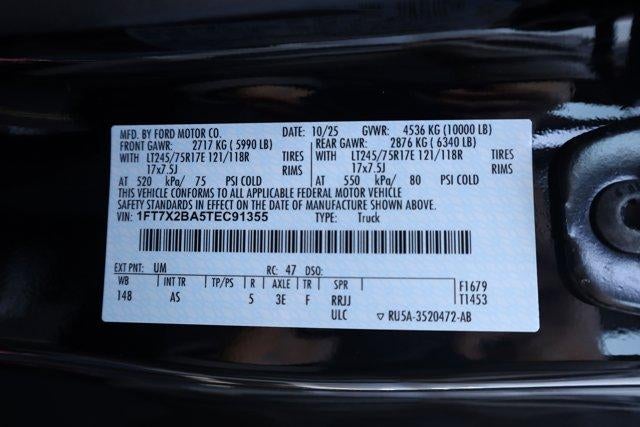 MFD. BY FORD MOTOR CO. DATE: 10/25 GVWR: 4536 KG (10000 LB)
FRONT GAWR: 2717 KG ( 5990 LB) REAR GAWR: 2876 KG ( 6340 LB)
WITH LT245/75R17E 121/118R TIRES WITH LT245/75R17E 121/118R TIRES
17x7.5J RIMS 17x7.5J RIMS
AT 520 kPa/ 75 PSI COLD AT 550 kPa/ 80 PSI COLD
THIS VEHICLE CONFORMS TO ALL APPLICABLE FEDERAL MOTOR VEHICLE
SAFETY STANDARDS IN EFFECT ON THE DATE OF MANUFACTURE SHOWN ABOVE.
VIN: 1FT7X2BA5TEC91355 TYPE: Truck
EXT PNT: UM RC: 47 DSO:
WB INT TR TP/PS R AXLE TR SPR F1679
148 AS 5 3E F RRJJ T1453
ULC ▽ RU5A-3520472-AB